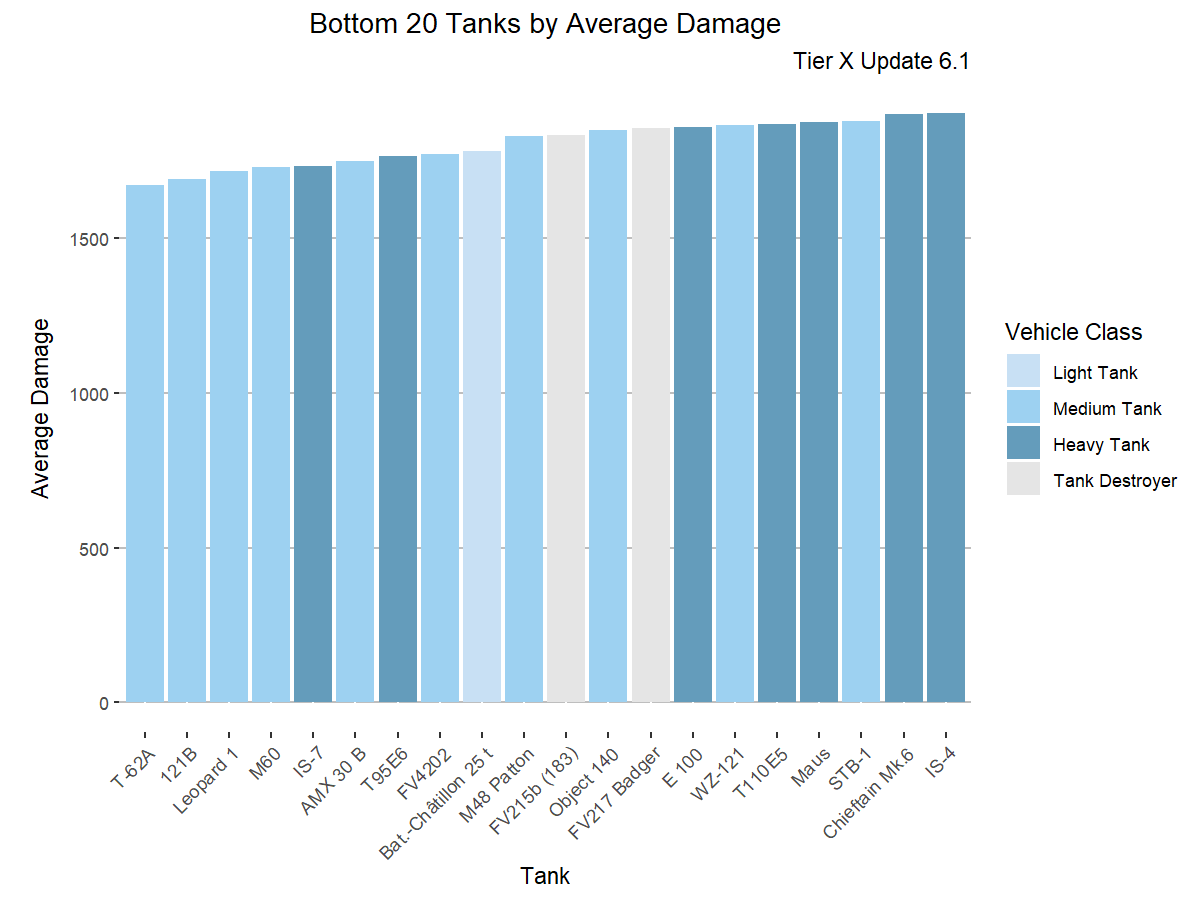 Bottom 20 Tanks by Average Damage
Tier X Update 6.1
Average Damage
1500
1000
500
0
T-62A
121B
Leopard 1
M60
IS-7
AMX 30 B
T95E6
FV4202
Bat.-Châtillon 25 t
M48 Patton
FV215b (183)
Object 140
FV217 Badger
E 100
WZ-121
T110E5
Maus
STB-1
Chieftain Mk.6
IS-4
Tank
Vehicle Class
Light Tank
Medium Tank
Heavy Tank
Tank Destroyer